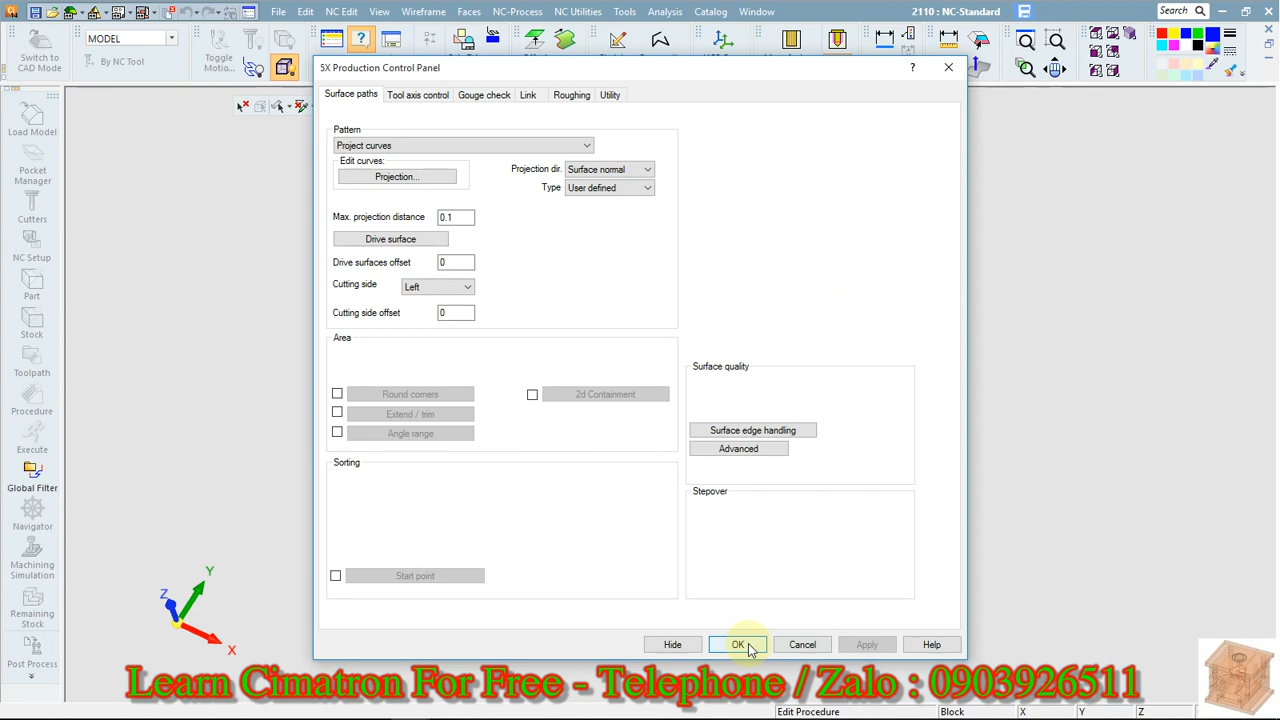 File Edit NC Edit View Wireframe Faces NC-Process NC Utilities Tools Analysis Catalog Window 2110 : NC-Standard Search
Switch to CAD Mode
MODEL
By NC Tool
Toggle Motion...
5X Production Control Panel
Surface paths Tool axis control Gouge check Link Roughing Utility
Pattern
Project curves
Edit curves:
Projection...
Projection dir. Surface normal
Type User defined
Max. projection distance 0.1
Drive surface
Drive surfaces offset 0
Cutting side Left
Cutting side offset 0
Area
Round corners 2d Containment
Extend / trim
Angle range
Sorting
Start point
Surface quality
Surface edge handling
Advanced
Stepover
Hide OK Cancel Apply Help
Load Model
Pocket Manager
Cutters
NC Setup
Part
Stock
Toolpath
Procedure
Execute
Global Filter
Navigator
Machining Simulation
Remaining Stock
Post Process
Z Y X
Learn Cimatron For Free - Telephone / Zalo : 0903926511
Edit Procedure Block X Y Z